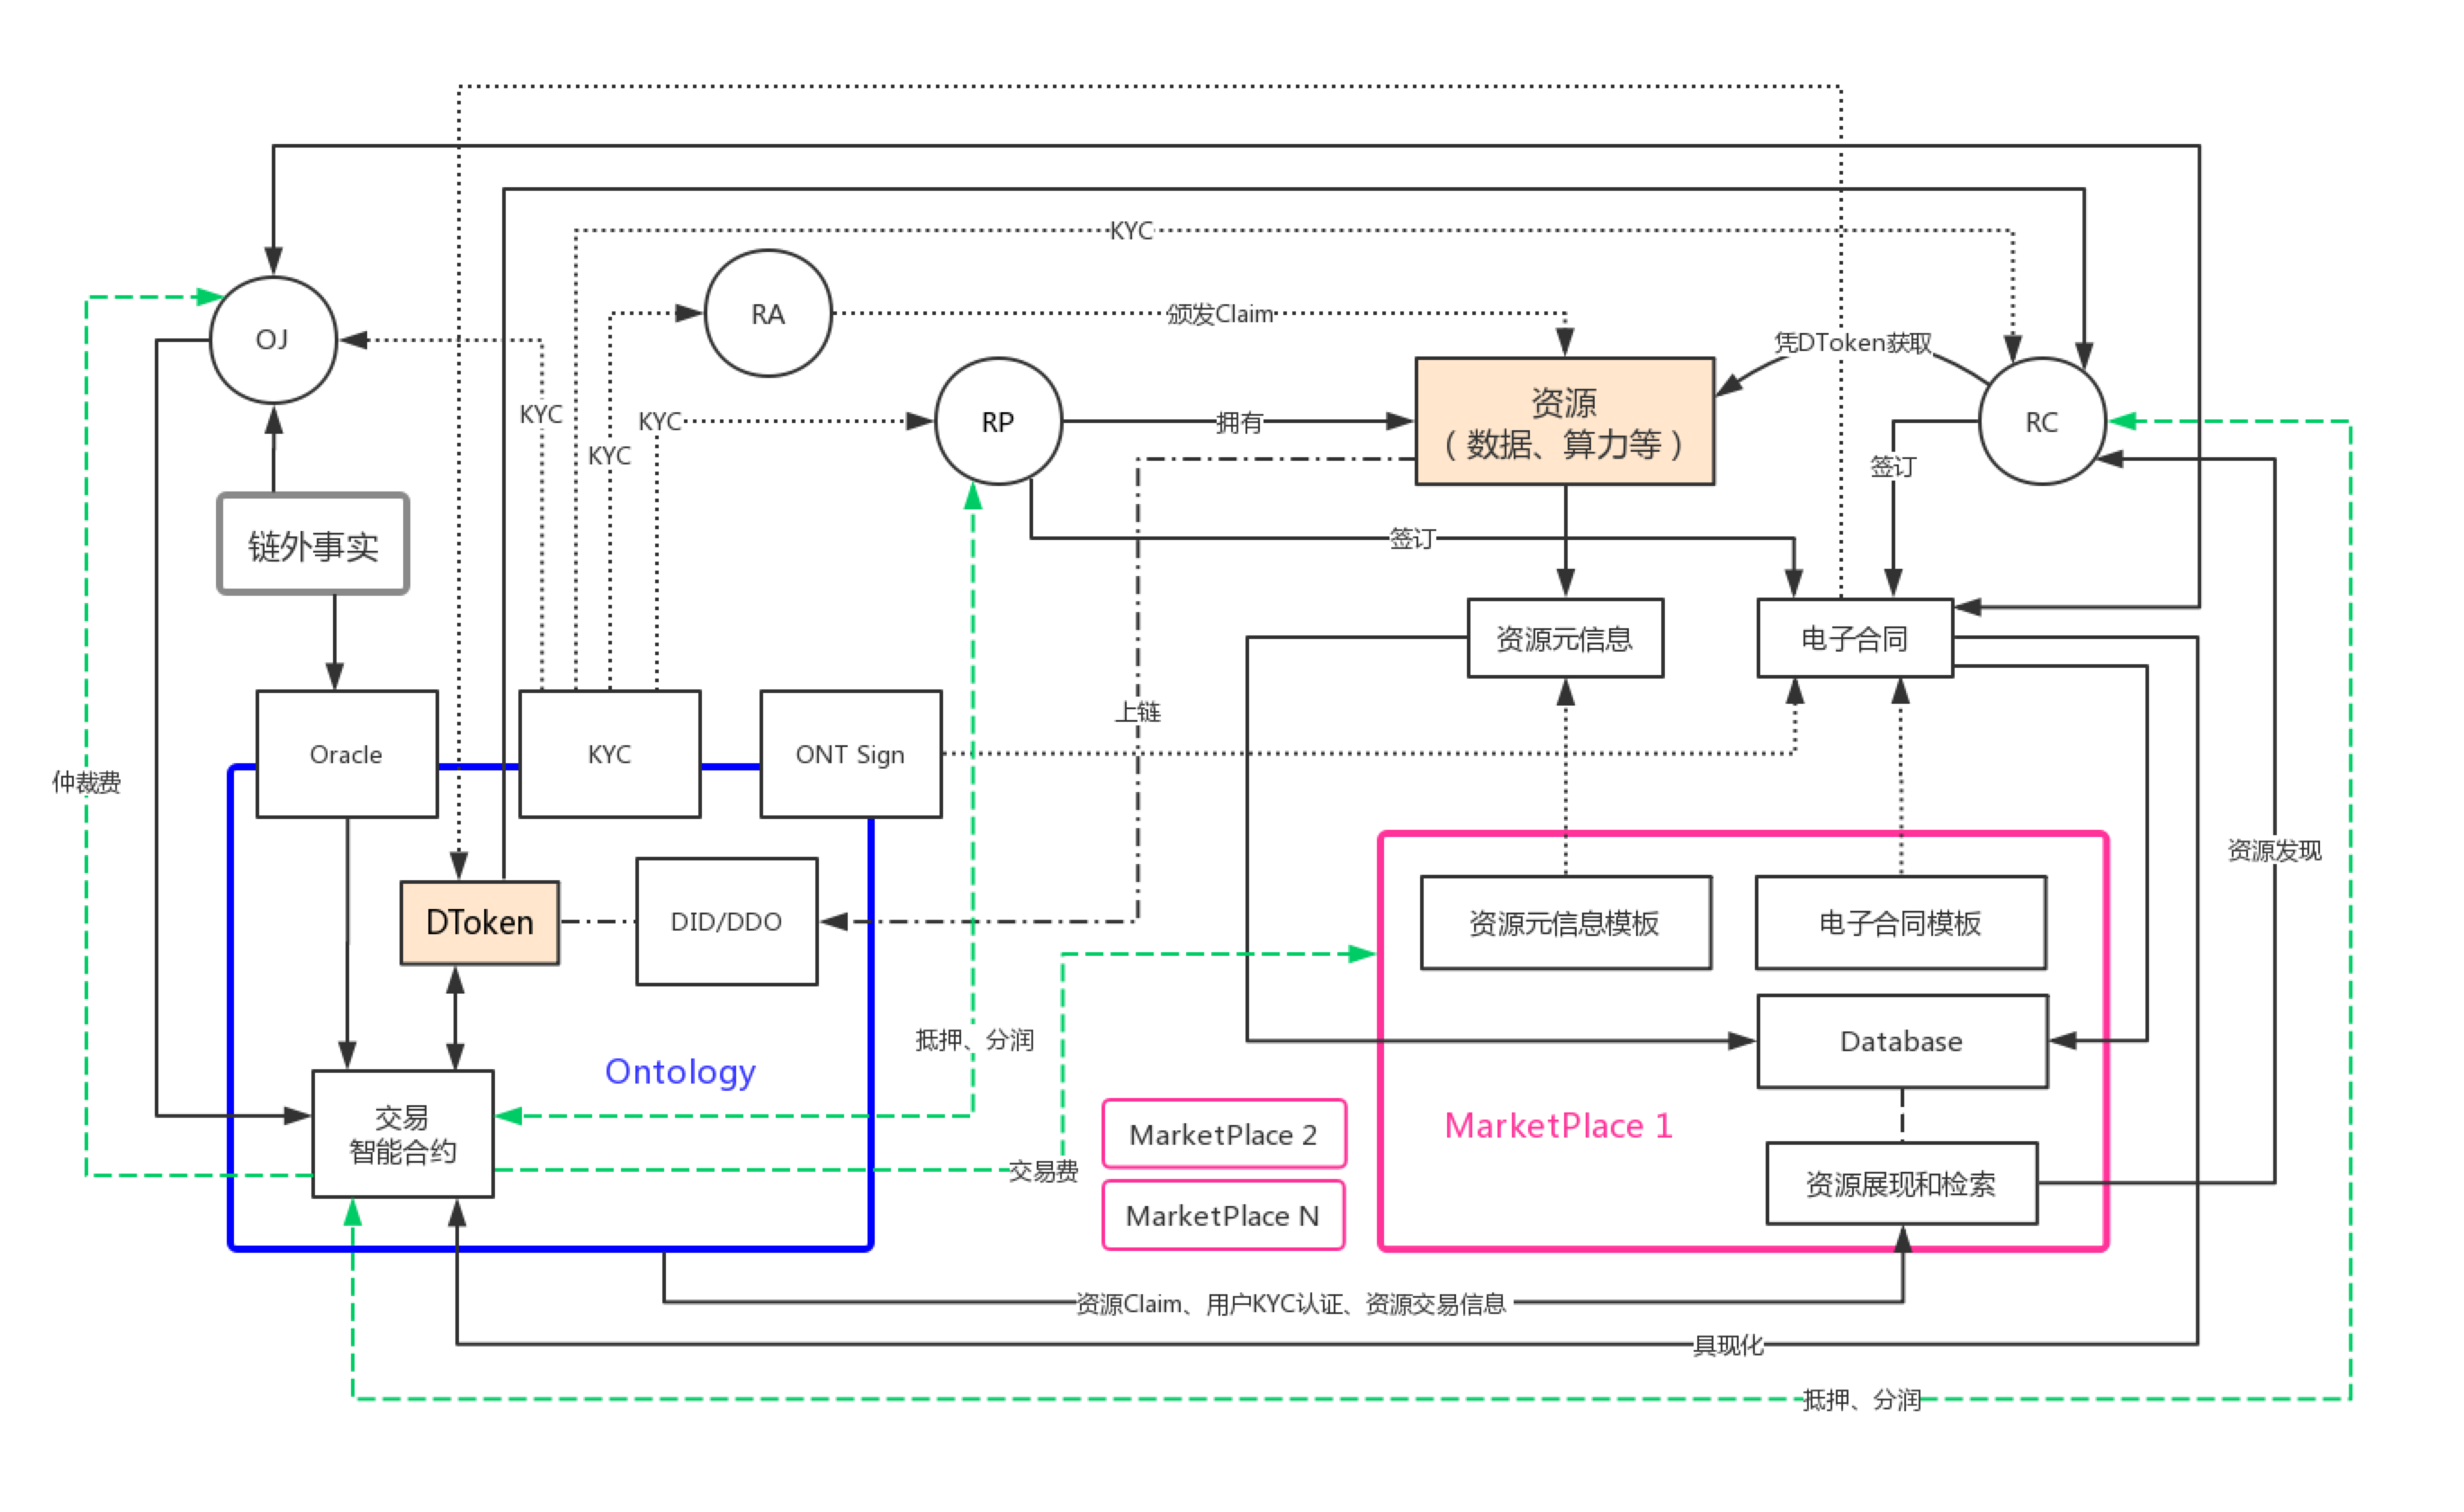 KYC
RA
颁发Claim
OJ
凭DToken获取
资源
（数据、算力等）
KYC
KYC
KYC
RP
拥有
RC
签订
签订
链外事实
资源元信息
电子合同
上链
Oracle
KYC
ONT Sign
仲裁费
资源发现
DToken
DID/DDO
资源元信息模板
电子合同模板
抵押、分润
Database
Ontology
交易
智能合约
MarketPlace 2
MarketPlace 1
交易费
资源展现和检索
MarketPlace N
资源Claim、用户KYC认证、资源交易信息
具现化
抵押、分润